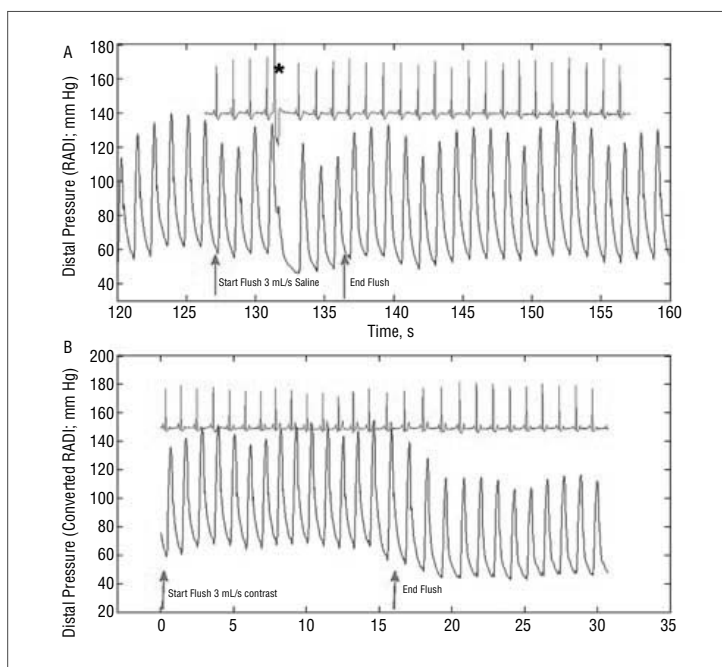 A
180
160
140
120
100
80
60
40
Distal Pressure (RADI; mm Hg)
*
Start Flush 3 mL/s Saline
End Flush
120 125 130 135 140 145 150 155 160
Time, s
B
200
180
160
140
120
100
80
60
40
20
Distal Pressure (Converted RADI; mm Hg)
Start Flush 3 mL/s contrast
End Flush
0 5 10 15 20 25 30 35